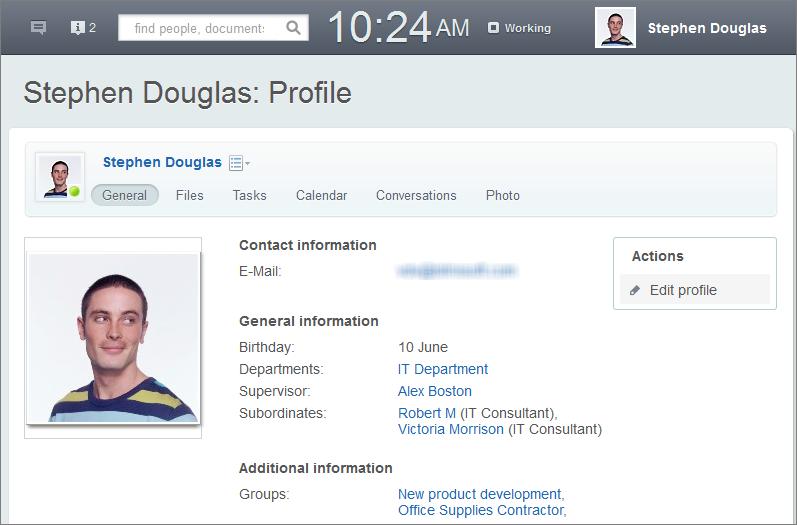 2
find people, document:
10:24 AM
Working
Stephen Douglas
Stephen Douglas: Profile
Stephen Douglas
General Files Tasks Calendar Conversations Photo
Contact information
E-Mail:
Actions
Edit profile
General information
Birthday: 10 June
Departments: IT Department
Supervisor: Alex Boston
Subordinates: Robert M (IT Consultant),
Victoria Morrison (IT Consultant)
Additional information
Groups: New product development,
Office Supplies Contractor,